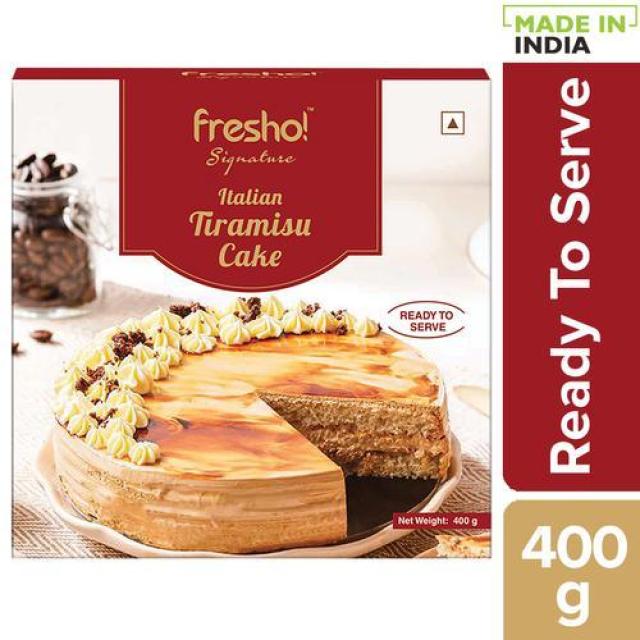 MADE IN
INDIA
fresho!
fresho!™
Signature
Italian
Tiramisu
Cake
READY TO
SERVE
Net Weight: 400 g
Ready To Serve
400
g